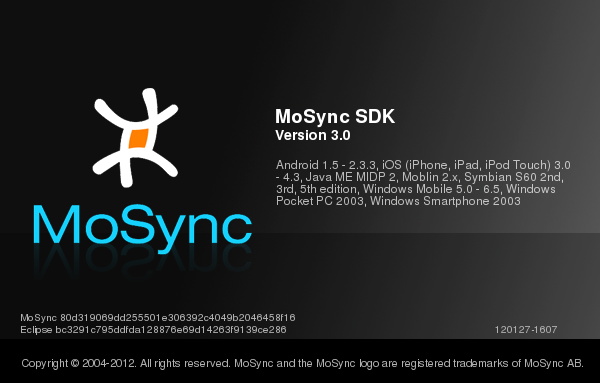 MoSync SDK
Version 3.0
Android 1.5 - 2.3.3, iOS (iPhone, iPad, iPod Touch) 3.0
- 4.3, Java ME MIDP 2, Moblin 2.x, Symbian S60 2nd,
3rd, 5th edition, Windows Mobile 5.0 - 6.5, Windows
Pocket PC 2003, Windows Smartphone 2003
MoSync
MoSync 80d319069dd255501e306392c4049b2046458f16
Eclipse bc3291c795ddfda128876e69d14263f9139ce286
120127-1607
Copyright © 2004-2012. All rights reserved. MoSync and the MoSync logo are registered trademarks of MoSync AB.